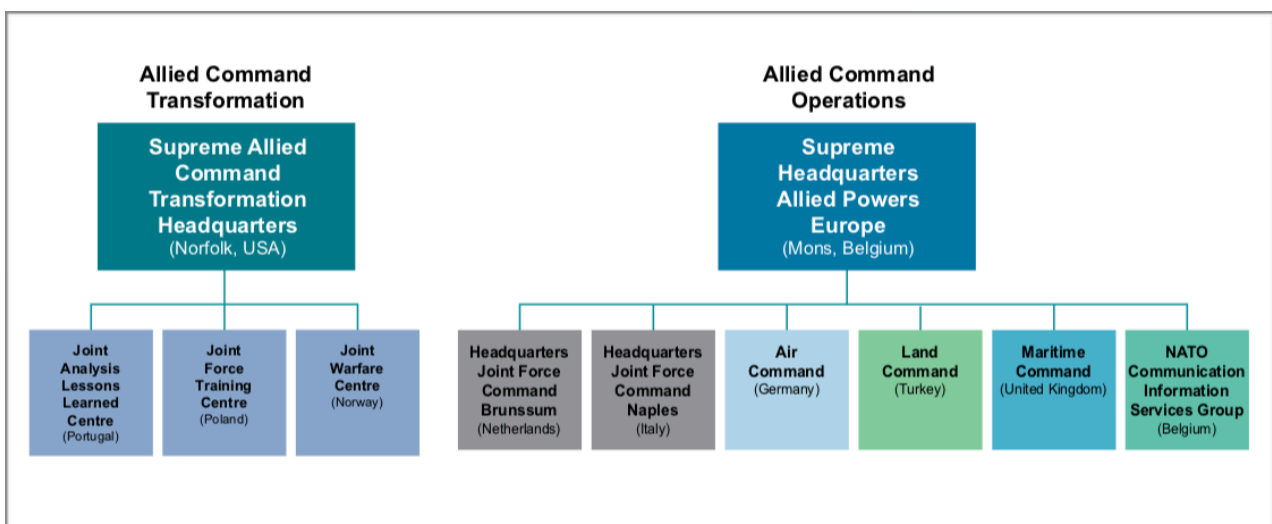 Allied Command
Transformation
Supreme Allied
Command
Transformation
Headquarters
(Norfolk, USA)
Joint
Analysis
Lessons
Learned
Centre
(Portugal)
Joint
Force
Training
Centre
(Poland)
Joint
Warfare
Centre
(Norway)
Allied Command
Operations
Supreme
Headquarters
Allied Powers
Europe
(Mons, Belgium)
Headquarters
Joint Force
Command
Brunssum
(Netherlands)
Headquarters
Joint Force
Command
Naples
(Italy)
Air
Command
(Germany)
Land
Command
(Turkey)
Maritime
Command
(United Kingdom)
NATO
Communication
Information
Services Group
(Belgium)